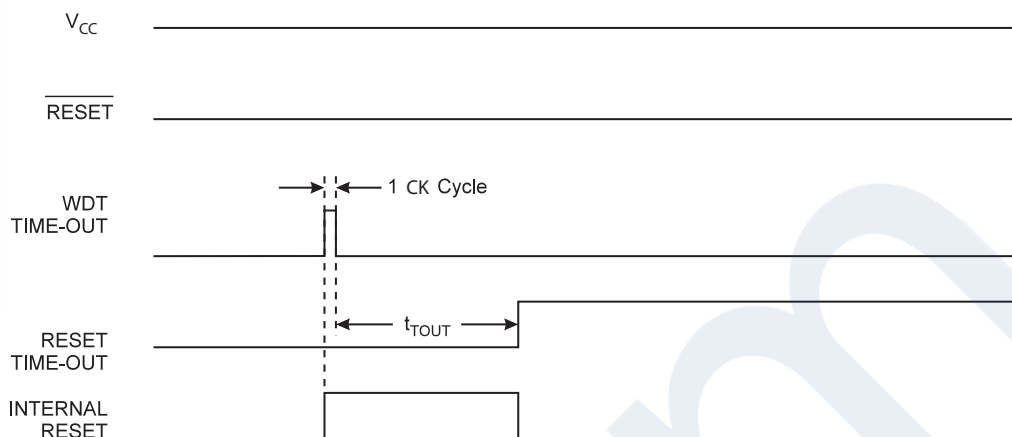 VCC
RESET
1 CK Cycle
WDT
TIME-OUT
tTOUT
RESET
TIME-OUT
INTERNAL
RESET